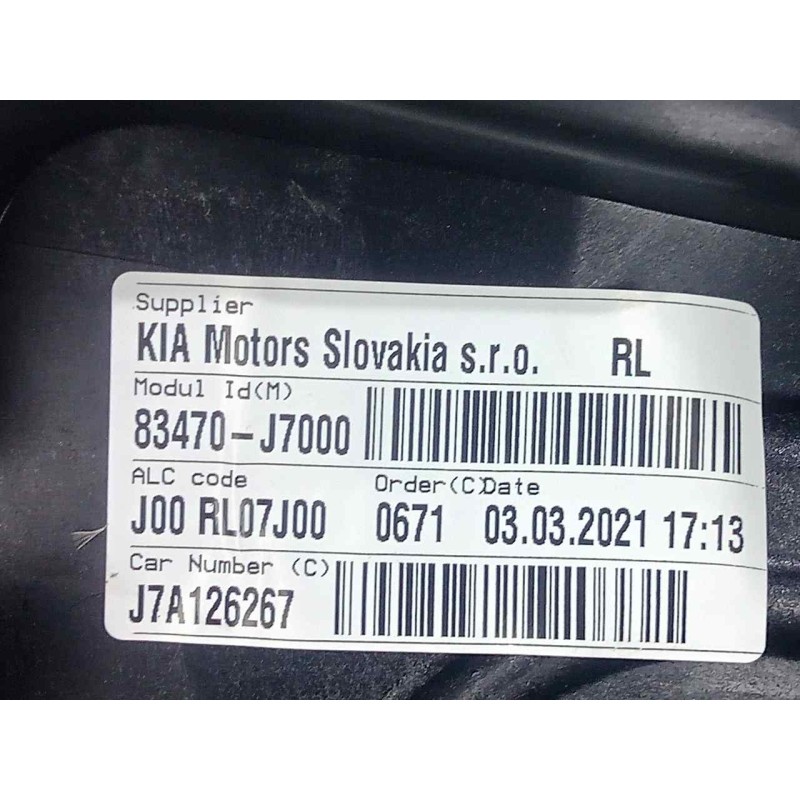 Supplier
KIA Motors Slovakia s.r.o. RL
Modul Id(M)
83470-J7000
ALC code Order(C)Date
J00 RL07J00 0671 03.03.2021 17:13
Car Number (C)
J7A126267